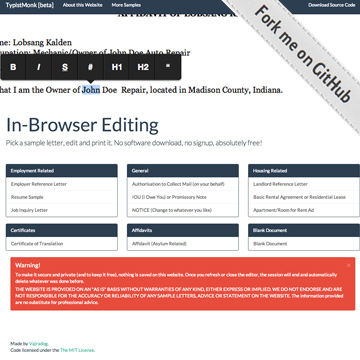 TypistMonk [beta] About this Website More Samples Download Source Code
AFFIDAVIT OF LOBSANG K
me: Lobsang Kalden
upation: Mechanic/Owner of John Doe Auto Repair
B I S # H1 H2 “
hat I am the Owner of John Doe Repair, located in Madison County, Indiana.
Fork me on GitHub
In-Browser Editing
Pick a sample letter, edit and print it. No software download, no signup, absolutely free!
Employment Related
Employer Reference Letter
Resume Sample
Job Inquiry Letter
General
Authorisation to Collect Mail (on your behalf)
IOU (I Owe You) or Promissory Note
NOTICE (Change to whatever you like)
Housing Related
Landlord Reference Letter
Basic Rental Agreement or Residential Lease
Apartment/Room for Rent Ad
Certificates
Certificate of Translation
Affidavits
Affidavit (Asylum Related)
Blank Document
Blank Document
Warning! ×
To make it secure and private (and to keep it free), nothing is saved on this website. Once you refresh or close the editor, the session will end and automatically
delete whatever was done before.
THE WEBSITE IS PROVIDED ON AN "AS IS" BASIS WITHOUT WARRANTIES OF ANY KIND, EITHER EXPRESS OR IMPLIED. WE DO NOT ENDORSE AND ARE
NOT RESPONSIBLE FOR THE ACCURACY OR RELIABILITY OF ANY SAMPLE LETTERS, ADVICE OR STATEMENT ON THE WEBSITE. The information provided
are no substitute for professional advice.
Made by Vajradog.
Code licensed under the The MIT License.